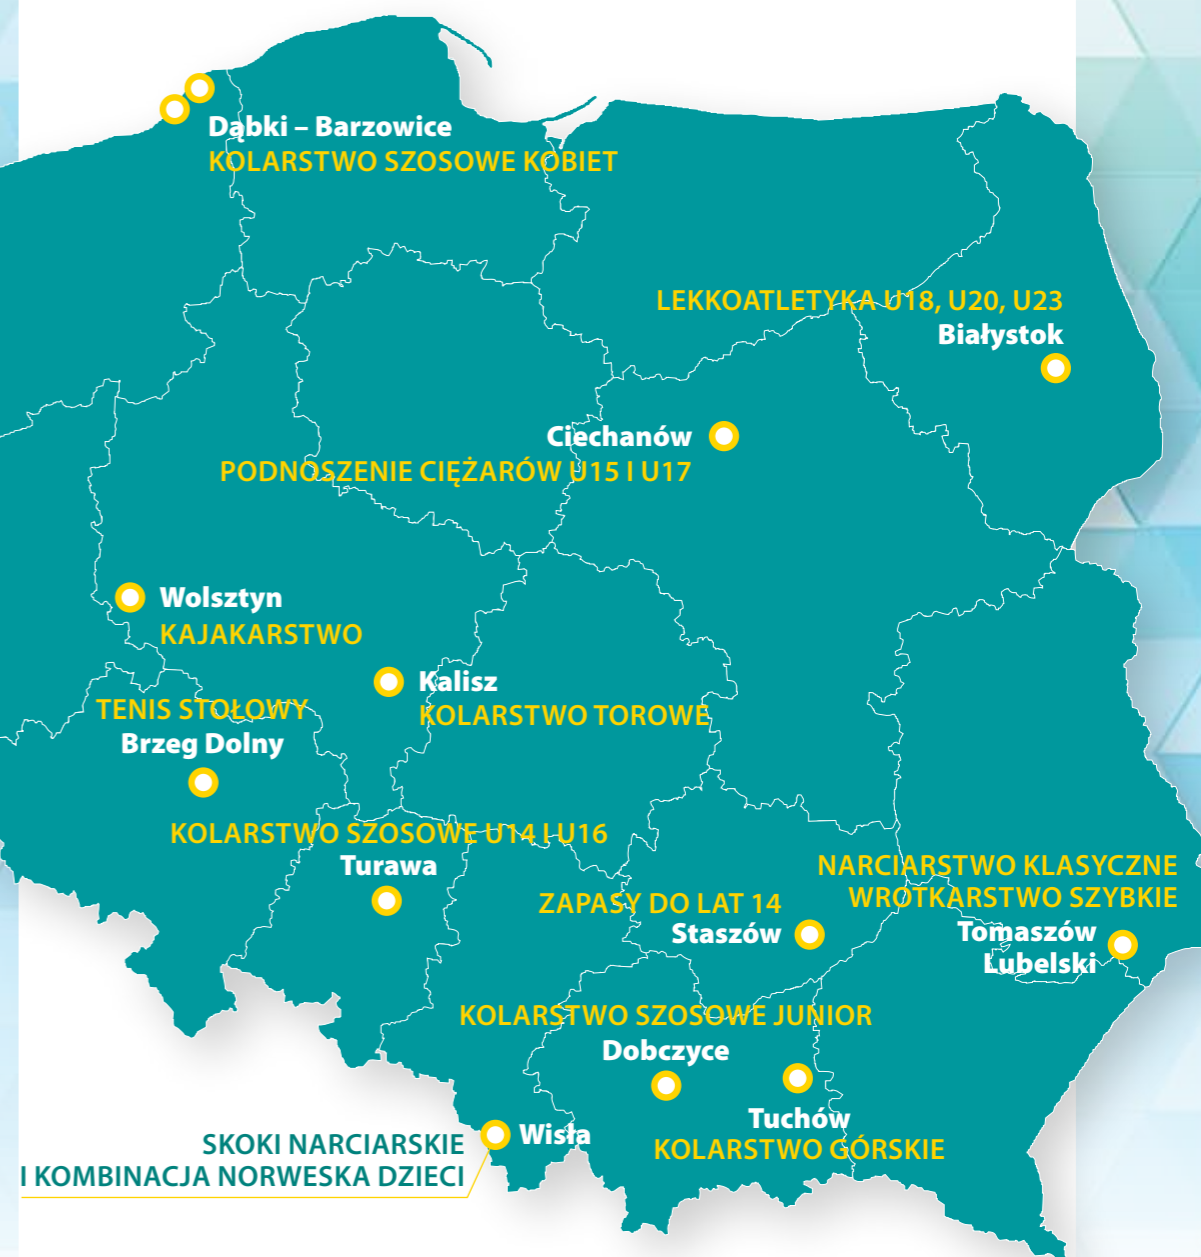 Dąbki – Barzowice
KOLARSTWO SZOSOWE KOBIET
LEKKOATLETYKA U18, U20, U23
Białystok
Ciechanów
PODNOSZENIE CIĘŻARÓW U15 I U17
Wolsztyn
KAJAKARSTWO
Kalisz
KOLARSTWO TOROWE
TENIS STOŁOWY
Brzeg Dolny
KOLARSTWO SZOSOWE U14 I U16
Turawa
ZAPASY DO LAT 14
Staszów
NARCIARSTWO KLASYCZNE
WROTKARSTWO SZYBKIE
Tomaszów
Lubelski
KOLARSTWO SZOSOWE JUNIOR
Dobczyce
Tuchów
KOLARSTWO GÓRSKIE
Wisła
SKOKI NARCIARSKIE
I KOMBINACJA NORWESKA DZIECI